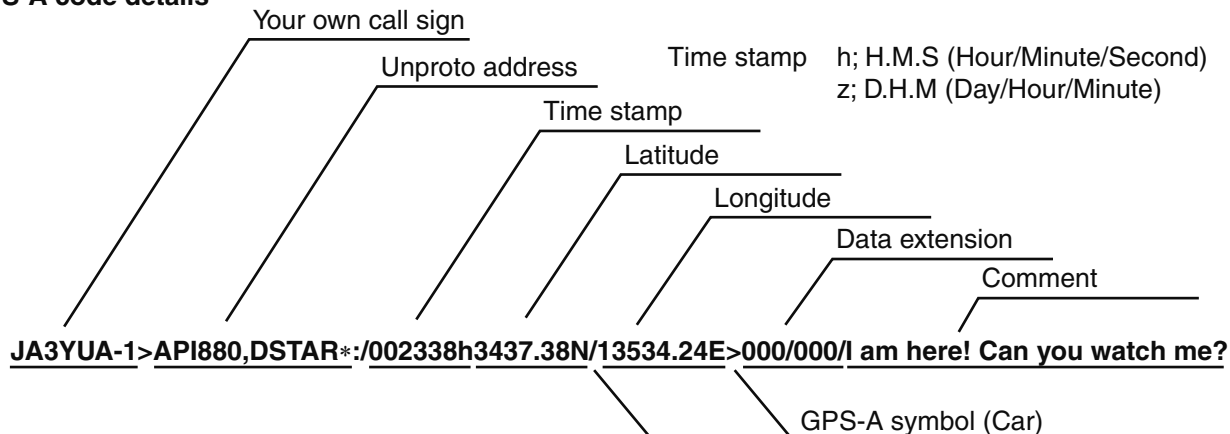 S-A code details
Your own call sign
Unproto address
Time stamp h; H.M.S (Hour/Minute/Second)
z; D.H.M (Day/Hour/Minute)
Time stamp
Latitude
Longitude
Data extension
Comment
JA3YUA-1>API880,DSTAR*:/002338h3437.38N/13534.24E>000/000/I am here! Can you watch me?
GPS-A symbol (Car)